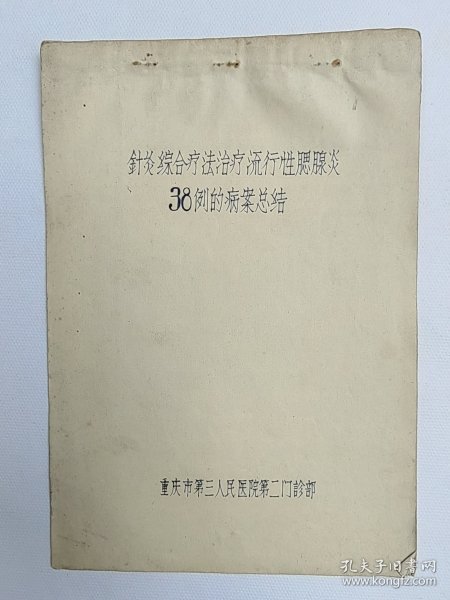 針灸综合疗法治疗流行性腮腺炎
38例的病案总结
重庆市第三人民医院第二门診部
孔夫子旧书网
www.kongfz.com